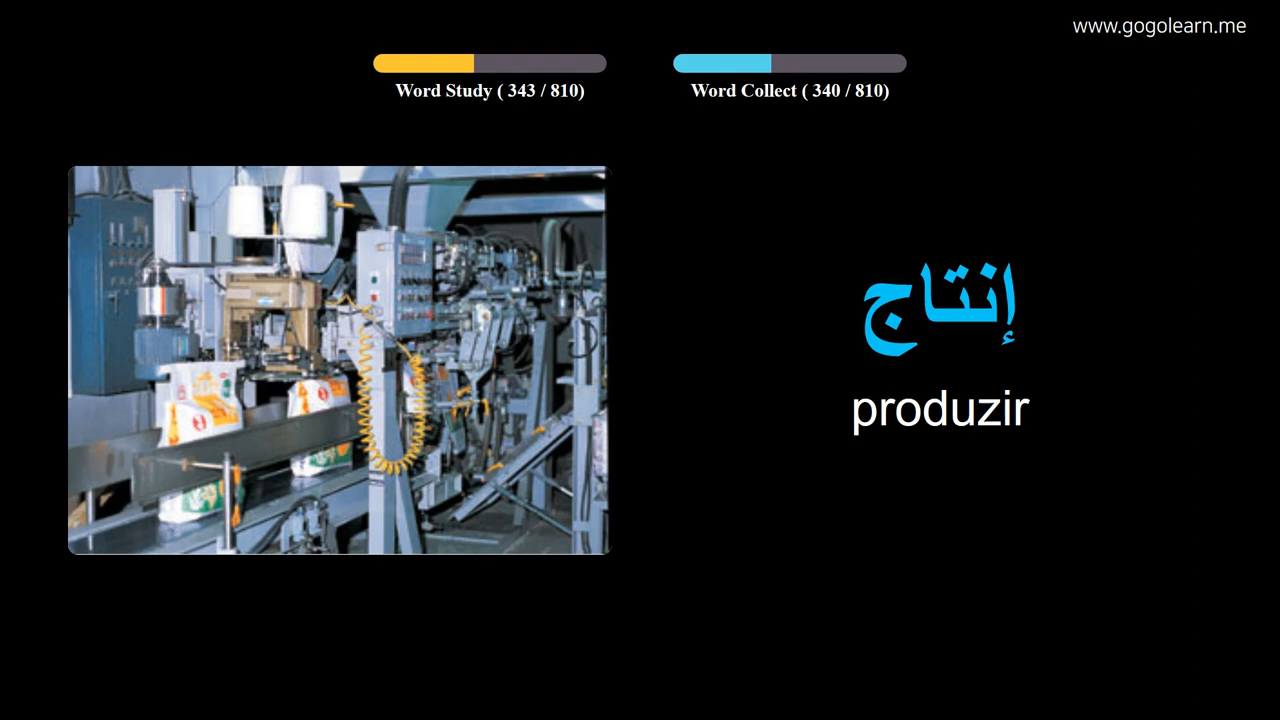 www.gogolearn.me
Word Study ( 343 / 810)
Word Collect ( 340 / 810)
إنتاج
produzir